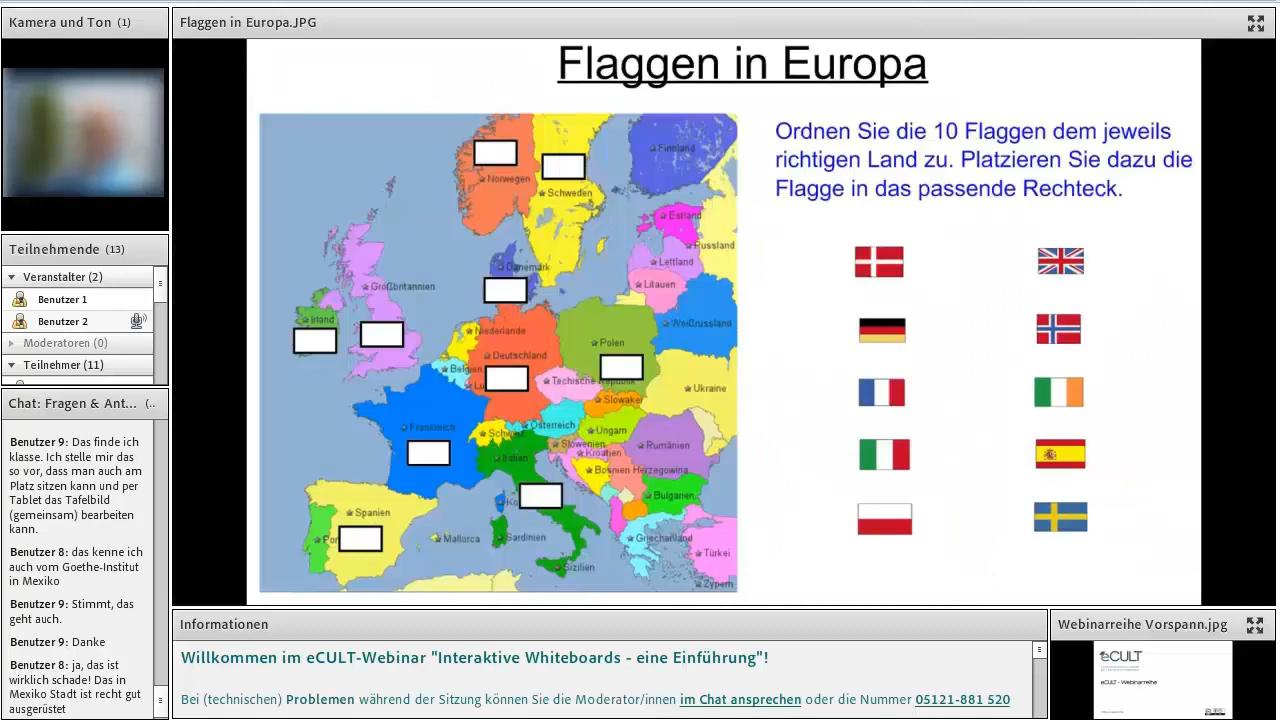 Kamera und Ton (1)
Flaggen in Europa.JPG
Teilnehmende (13)
Veranstalter (2)
Benutzer 1
Benutzer 2
Moderatoren (0)
Teilnehmer (11)
Chat: Fragen & Ant... (..
Benutzer 9: Das finde ich
klasse. Ich stelle mir das
so vor, dass man auch am
Platz sitzen kann und per
Tablet das Tafelbild
(gemeinsam) bearbeiten
kann.
Benutzer 8: das kenne ich
auch vom Goethe-Institut
in Mexiko
Benutzer 9: Stimmt, das
geht auch.
Benutzer 9: Danke
Benutzer 8: ja, das ist
wirklich schade! Das in
Mexiko Stadt ist recht gut
ausgerüstet
Flaggen in Europa
Ordnen Sie die 10 Flaggen dem jeweils
richtigen Land zu. Platzieren Sie dazu die
Flagge in das passende Rechteck.
Finnland
Norwegen
Schweden
Estland
Russland
Lettland
Dänemark
Litauen
Großbritannien
Irland
Weißrussland
Niederlande
Polen
Deutschland
Belgien
Tschische Republik
Ukraine
Slowakei
Frankreich
Österreich
Schweiz
Ungarn
Slowenien
Rumänien
Kroatien
Italien
Bosnien Herzegowina
Bulgarien
Spanien
Mallorca
Sardinien
Griechenland
Türkei
Sizilien
Zypern
Informationen
Willkommen im eCULT-Webinar "Interaktive Whiteboards - eine Einführung"!
Bei (technischen) Problemen während der Sitzung können Sie die Moderator/innen im Chat ansprechen oder die Nummer 05121-881 520
Webinarreihe Vorspann.jpg
eCULT
eCULT - Webinarreihe